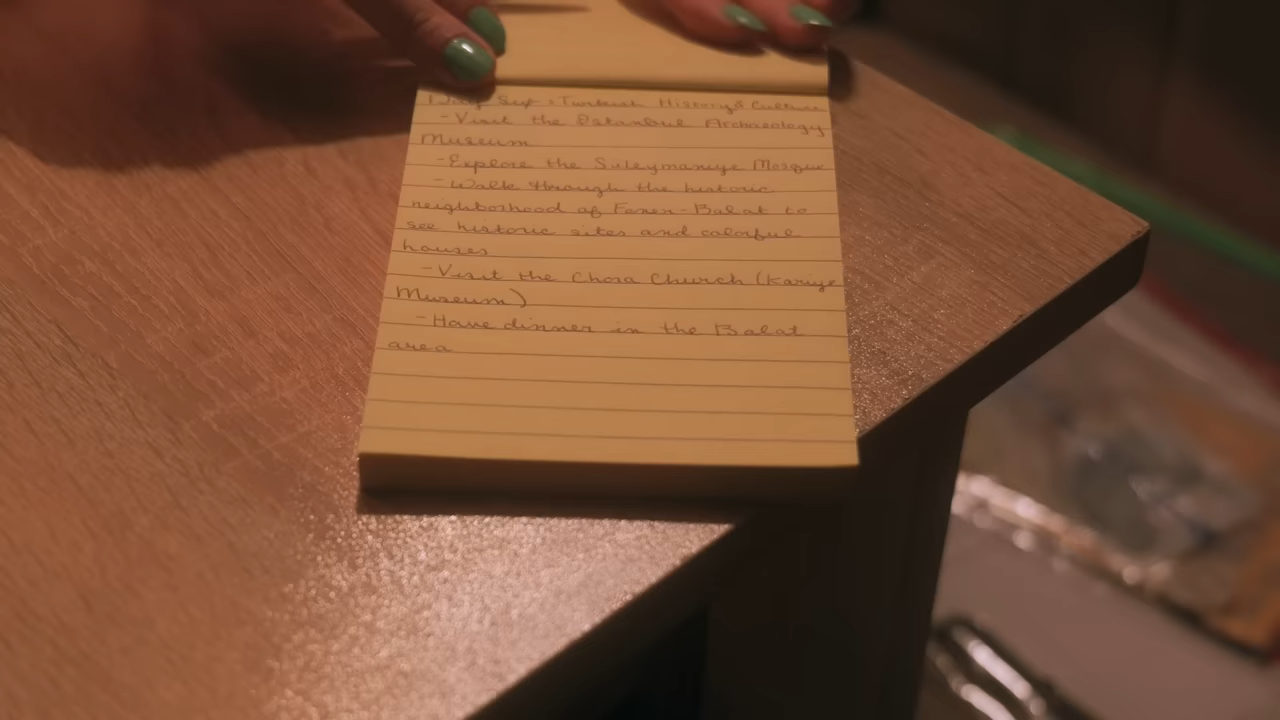 Day : Turkish History & Culture
-Visit the Istanbul Archaeology
Museum
-Explore the Suleymaniye Mosque
-Walk through the historic
neighborhood of Fener-Balat to
see historic sites and colorful
houses
-Visit the Chora Church (Kariye
Museum)
-Have dinner in the Balat
area